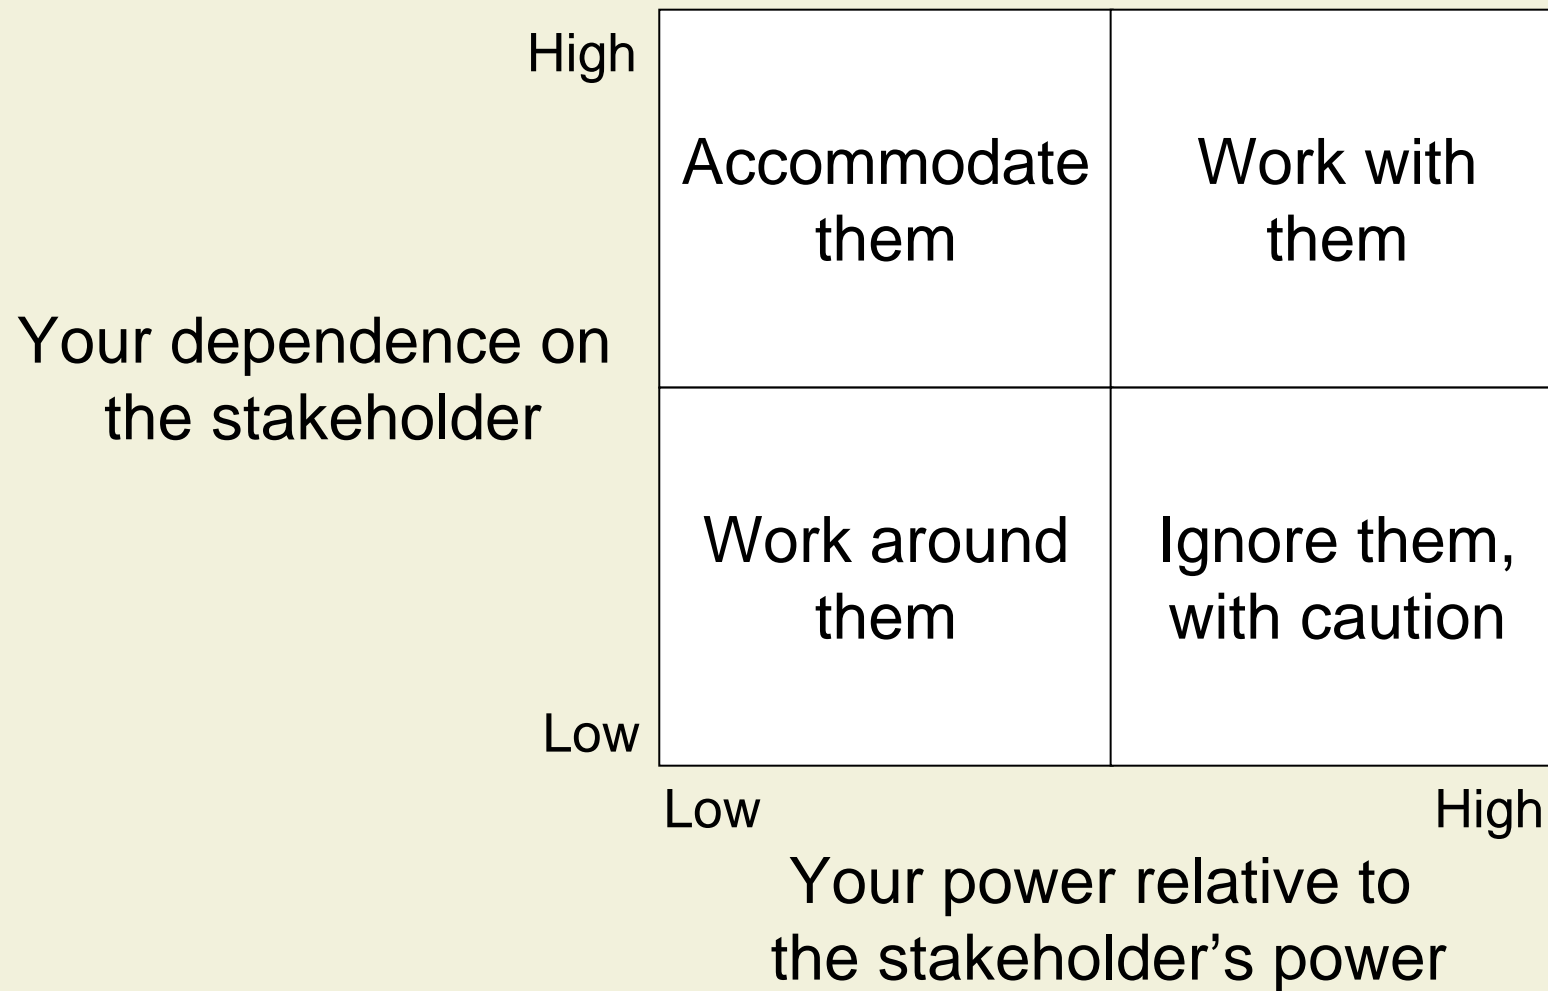 High
Accommodate
them
Work with
them
Your dependence on
the stakeholder
Work around
them
Ignore them,
with caution
Low
Low
High
Your power relative to
the stakeholder’s power